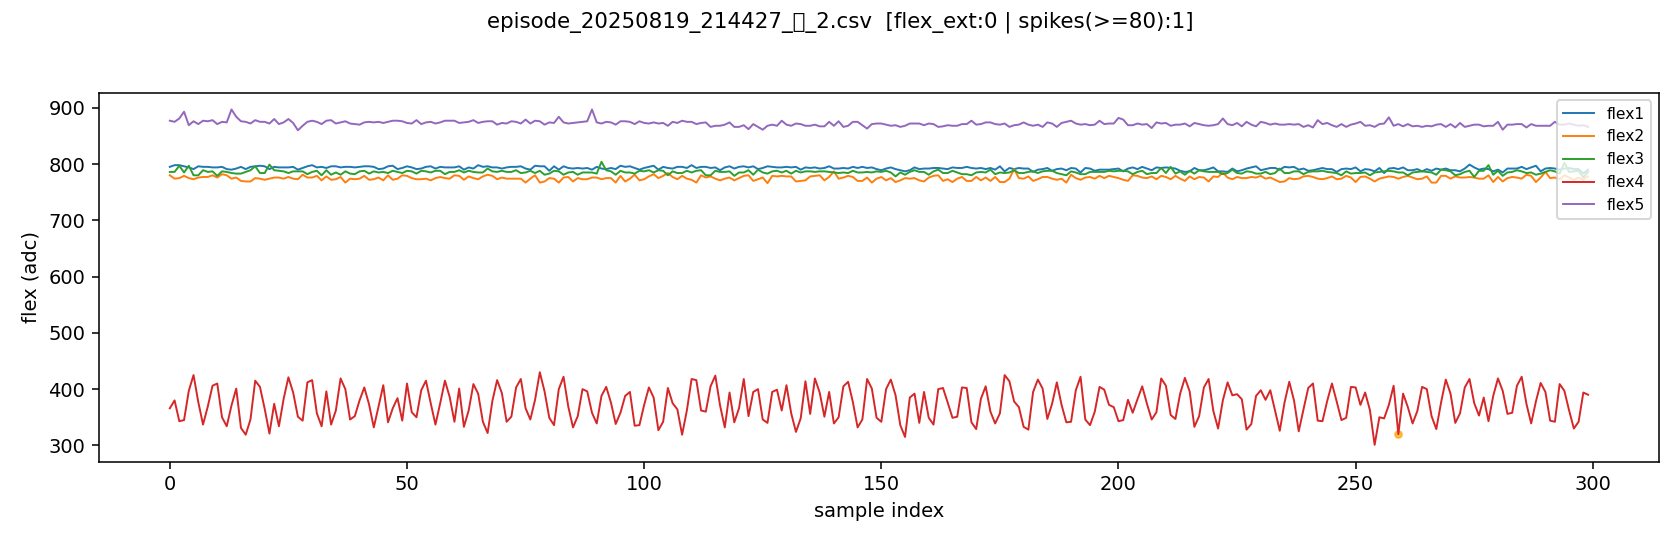 episode_20250819_214427_▯_2.csv [flex_ext:0 | spikes(>=80):1]
900
800
700
600
500
400
300
flex (adc)
0
50
100
150
200
250
300
sample index
flex1
flex2
flex3
flex4
flex5